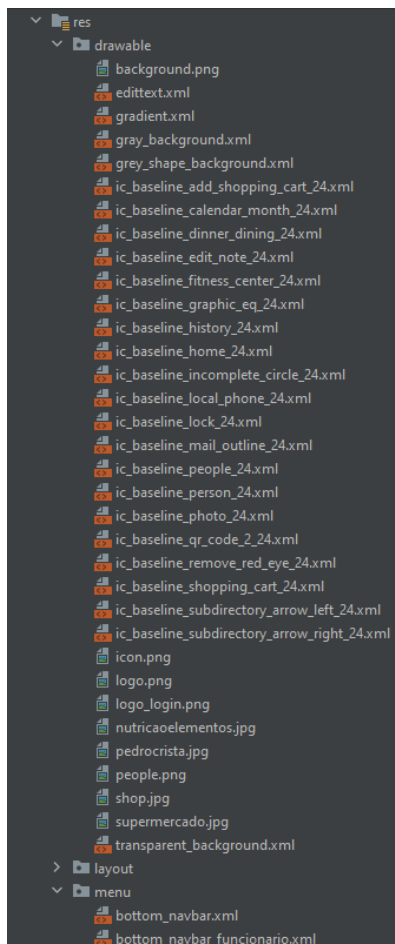 res
drawable
background.png
edittext.xml
gradient.xml
gray_background.xml
grey_shape_background.xml
ic_baseline_add_shopping_cart_24.xml
ic_baseline_calendar_month_24.xml
ic_baseline_dinner_dining_24.xml
ic_baseline_edit_note_24.xml
ic_baseline_fitness_center_24.xml
ic_baseline_graphic_eq_24.xml
ic_baseline_history_24.xml
ic_baseline_home_24.xml
ic_baseline_incomplete_circle_24.xml
ic_baseline_local_phone_24.xml
ic_baseline_lock_24.xml
ic_baseline_mail_outline_24.xml
ic_baseline_people_24.xml
ic_baseline_person_24.xml
ic_baseline_photo_24.xml
ic_baseline_qr_code_2_24.xml
ic_baseline_remove_red_eye_24.xml
ic_baseline_shopping_cart_24.xml
ic_baseline_subdirectory_arrow_left_24.xml
ic_baseline_subdirectory_arrow_right_24.xml
icon.png
logo.png
logo_login.png
nutricaoelementos.jpg
pedrocrista.jpg
people.png
shop.jpg
supermercado.jpg
transparent_background.xml
layout
menu
bottom_navbar.xml
bottom_navbar_funcionario.xml